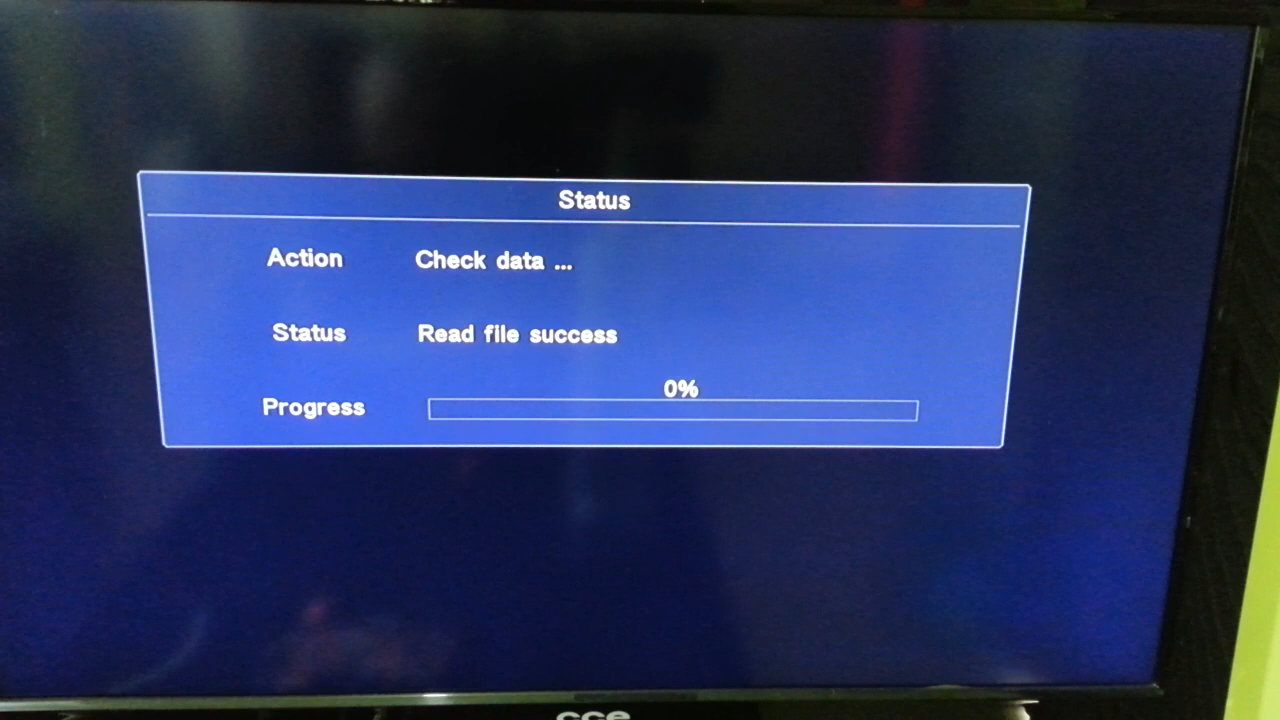 Status
Action Check data ...
Status Read file success
0%
Progress
cce